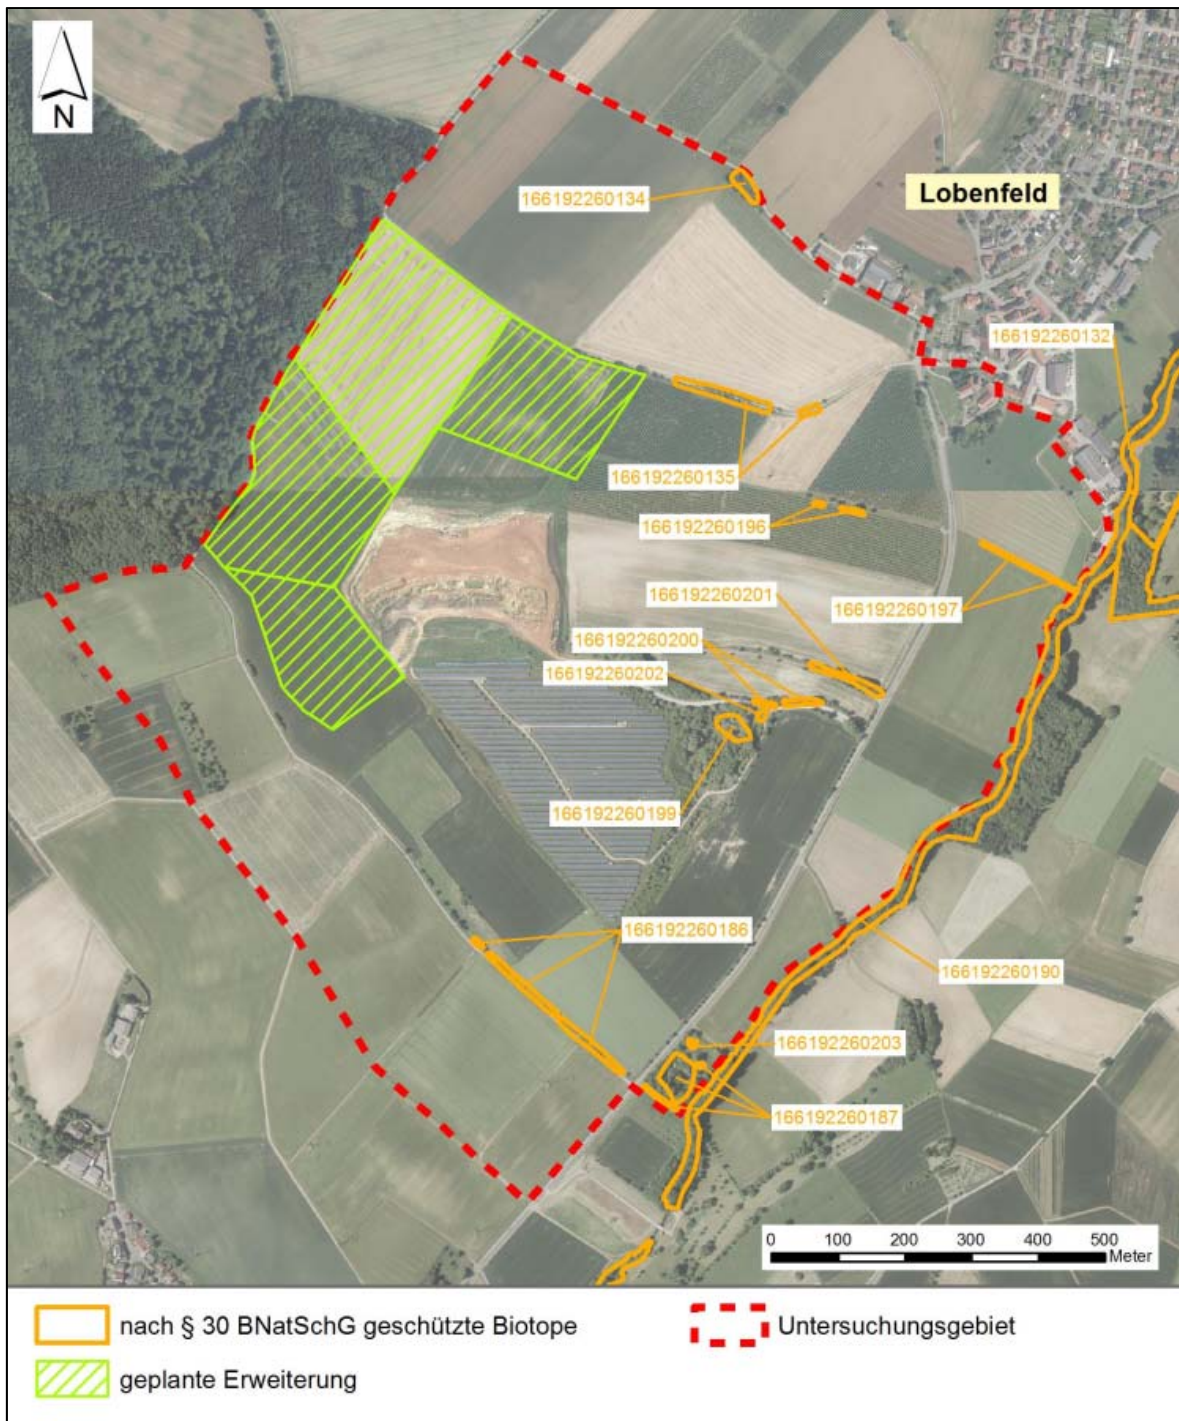 N
Lobenfeld
166192260134
166192260132
166192260135
166192260196
166192260201
166192260197
166192260200
166192260202
166192260199
166192260186
166192260190
166192260203
166192260187
0 100 200 300 400 500
Meter
nach § 30 BNatSchG geschützte Biotope
Untersuchungsgebiet
geplante Erweiterung